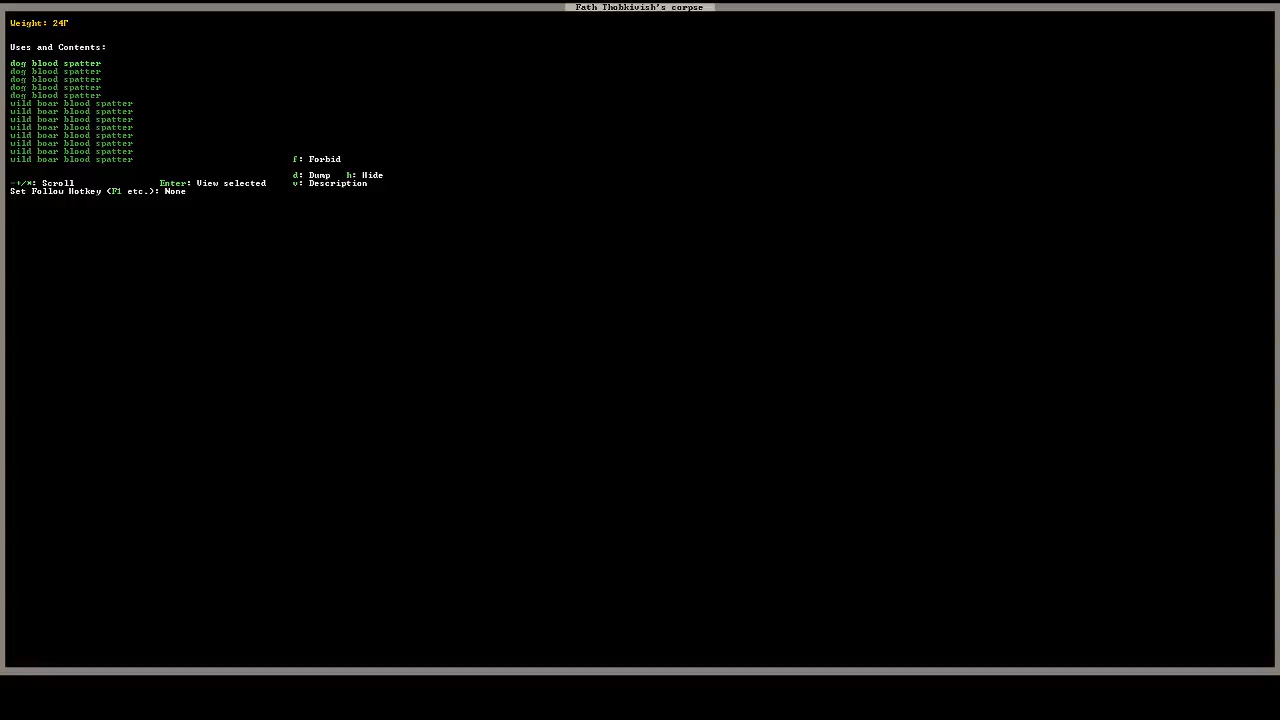 Fath Ihobkivish's corpse
Weight: 24Γ
Uses and Contents:
dog blood spatter
dog blood spatter
dog blood spatter
dog blood spatter
dog blood spatter
wild boar blood spatter
wild boar blood spatter
wild boar blood spatter
wild boar blood spatter
wild boar blood spatter
wild boar blood spatter
wild boar blood spatter
wild boar blood spatter
f: Forbid
d: Dump h: Hide
-+/*: Scroll Enter: View selected v: Description
Set Follow Hotkey (F1 etc.): None